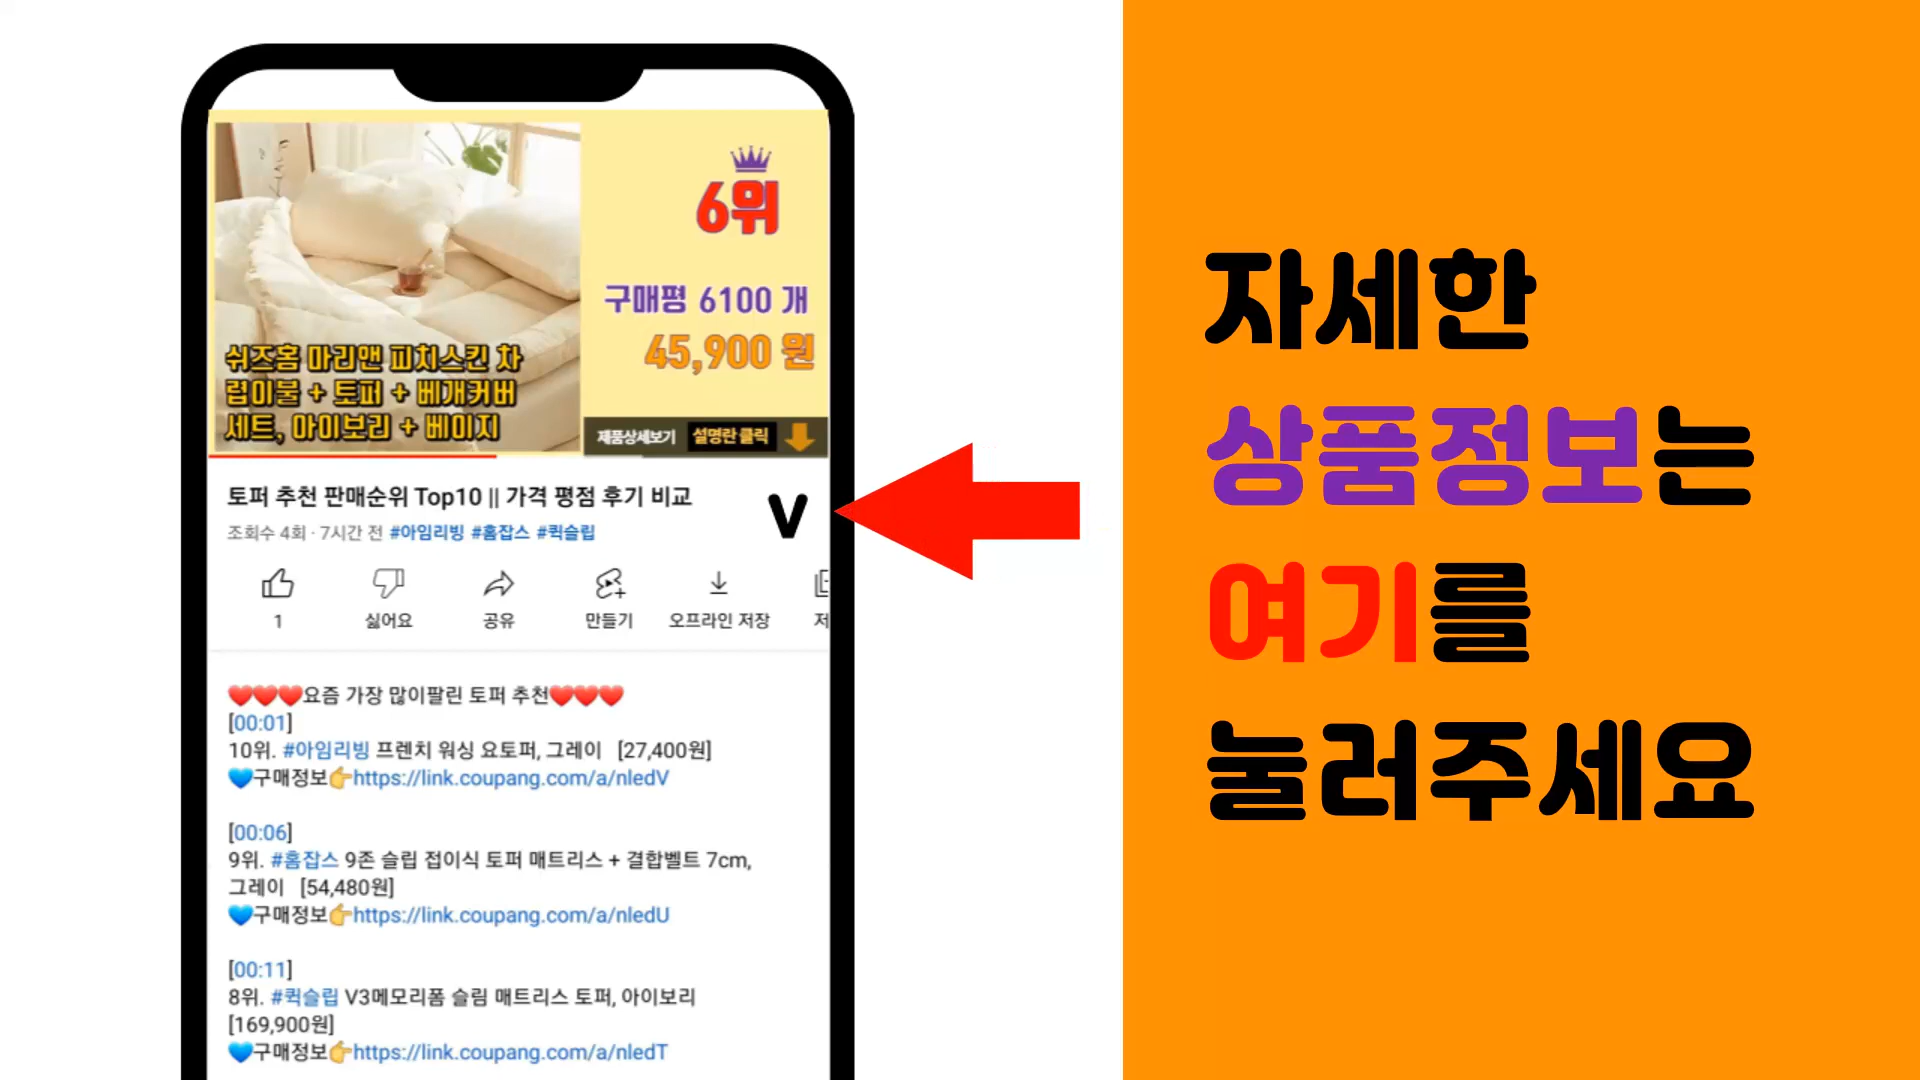 6위
구매평 6100 개
45,900 원
쉬즈홈 마리앤 피치스킨 차
렵이불 + 토퍼 + 베개커버
세트, 아이보리 + 베이지
제품상세보기 설명란 클릭
토퍼 추천 판매순위 Top10 || 가격 평점 후기 비교
V
조회수 4회 · 7시간 전 #아임리빙 #홈잡스 #퀵슬립
1 싫어요 공유 만들기 오프라인 저장 저
❤️❤️❤️요즘 가장 많이팔린 토퍼 추천❤️❤️❤️
[00:01]
10위. #아임리빙 프렌치 워싱 요토퍼, 그레이 [27,400원]
💙구매정보👉https://link.coupang.com/a/nledV
[00:06]
9위. #홈잡스 9존 슬립 접이식 토퍼 매트리스 + 결합벨트 7cm,
그레이 [54,480원]
💙구매정보👉https://link.coupang.com/a/nledU
[00:11]
8위. #퀵슬립 V3메모리폼 슬림 매트리스 토퍼, 아이보리
[169,900원]
💙구매정보👉https://link.coupang.com/a/nledT
자세한
상품정보는
여기를
눌러주세요